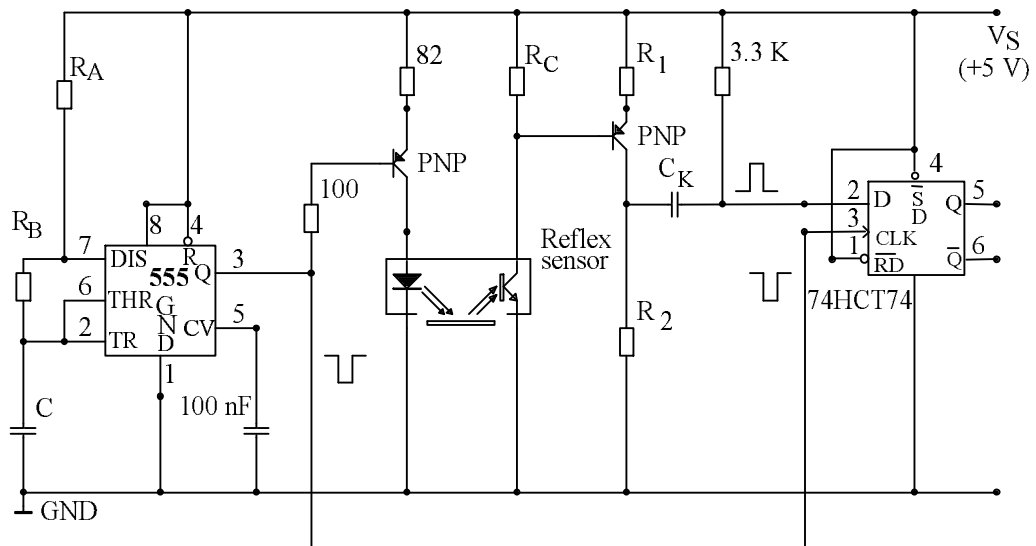 R_A
82
R_C
R_1
3.3 K
V_S
(+5 V)
PNP
PNP
100
C_K
4
2
D
S
D
5
Q
3
CLK
1
RD
6
Q
74HCT74
R_B
8
4
7
DIS
R
555
Q
3
6
THR
G
N
D
CV
5
2
TR
1
Reflex
sensor
R_2
C
100 nF
GND